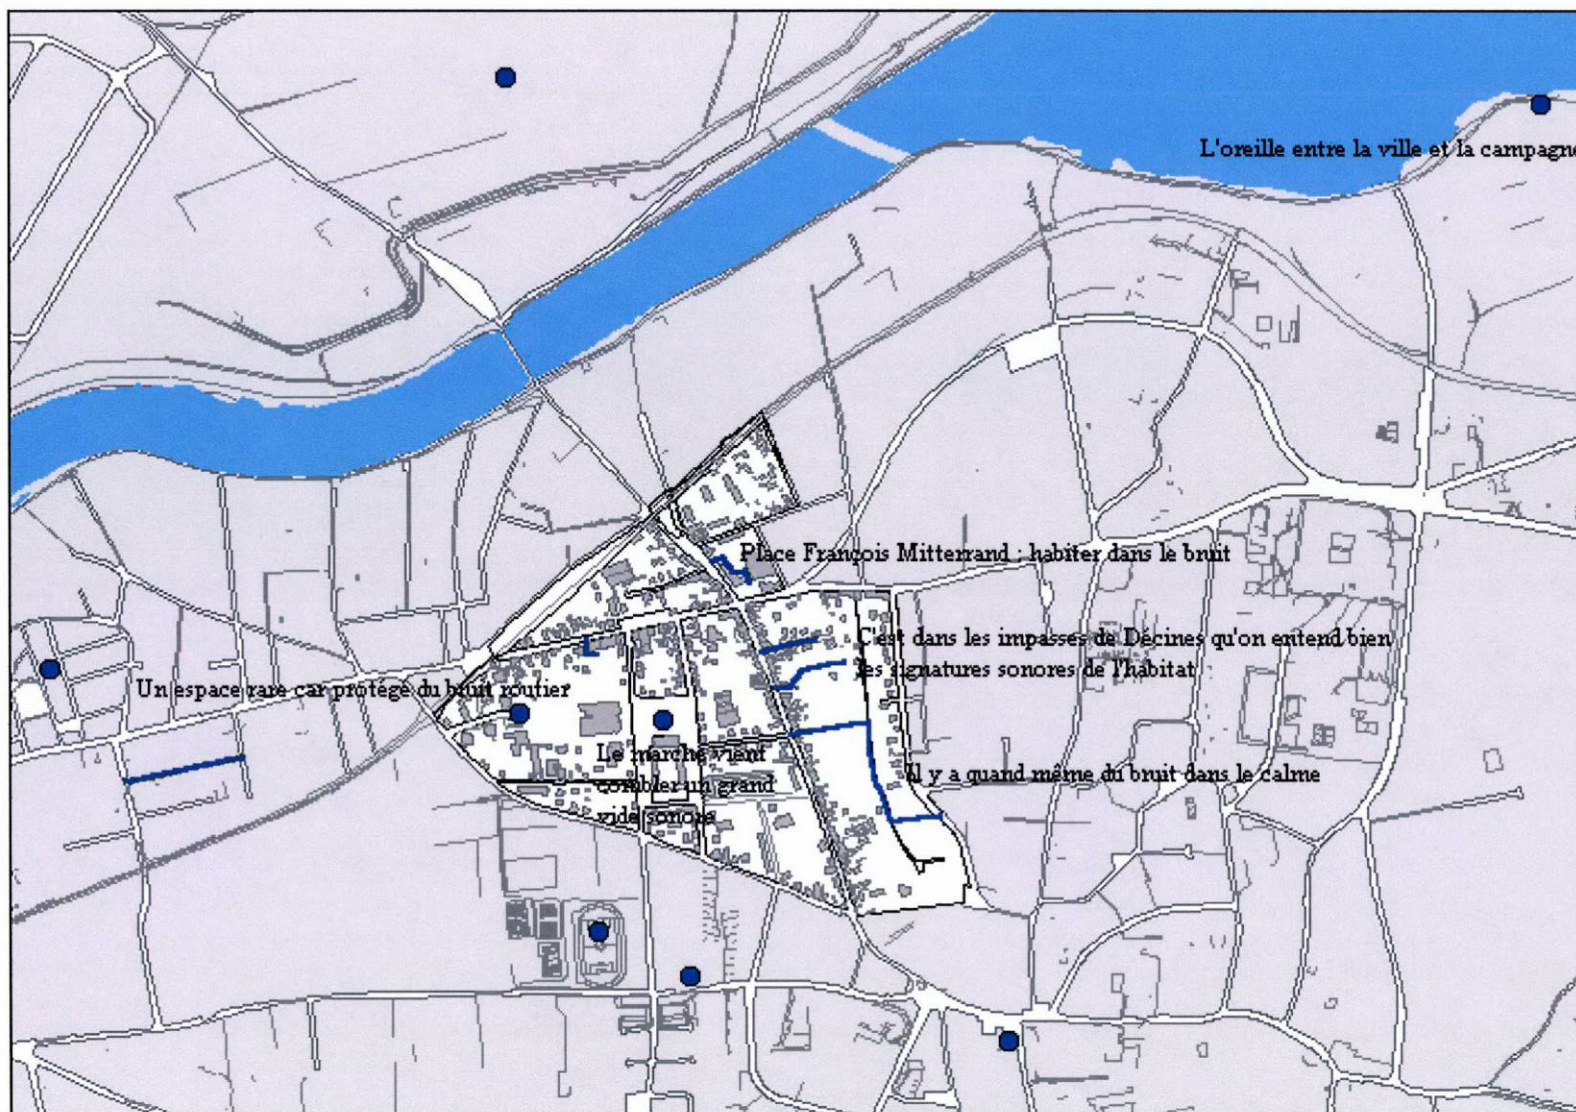 L'oreille entre la ville et la campagne
Place François Mitterrand : habiter dans le bruit
C'est dans les impasses de Décines qu'on entend bien
les signatures sonores de l'habitat
Un espace rare car protégé du bruit routier
Le marché vient
combler un grand
vide sonore
Il y a quand même du bruit dans le calme